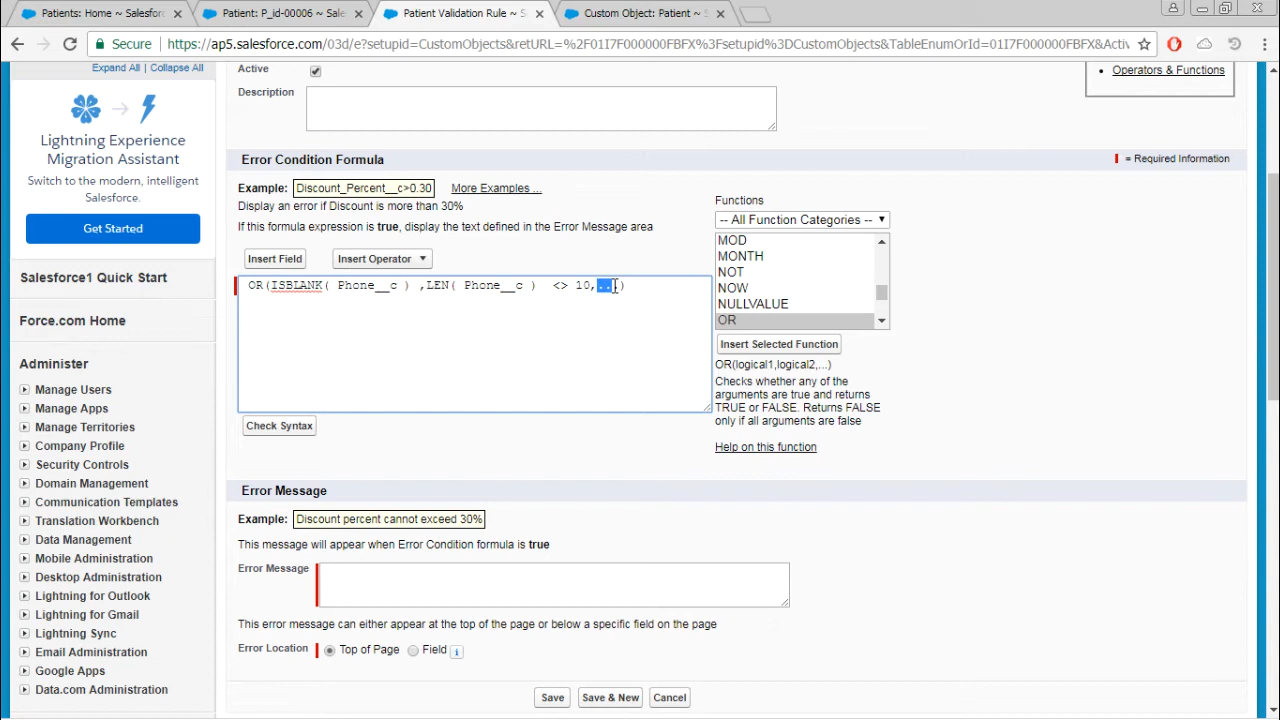 Patients: Home ~ Salesforc
Patient: P_id-00006 ~ Sale
Patient Validation Rule ~ S
Custom Object: Patient ~
Secure
https://ap5.salesforce.com/03d/e?setupid=CustomObjects&retURL=%2F01I7F000000FBFX%3Fsetupid%3DCustomObjects&TableEnumOrId=01I7F000000FBFX&Activ
Expand All | Collapse All
Lightning Experience
Migration Assistant
Switch to the modern, intelligent
Salesforce.
Get Started
Salesforce1 Quick Start
Force.com Home
Administer
Manage Users
Manage Apps
Manage Territories
Company Profile
Security Controls
Domain Management
Communication Templates
Translation Workbench
Data Management
Mobile Administration
Desktop Administration
Lightning for Outlook
Lightning for Gmail
Lightning Sync
Email Administration
Google Apps
Data.com Administration
Active
Description
• Operators & Functions
Error Condition Formula
= Required Information
Example: Discount_Percent__c>0.30 More Examples ...
Display an error if Discount is more than 30%
If this formula expression is true, display the text defined in the Error Message area
Insert Field
Insert Operator
OR(ISBLANK( Phone__c ) ,LEN( Phone__c ) <> 10,...)
Check Syntax
Functions
-- All Function Categories --
MOD
MONTH
NOT
NOW
NULLVALUE
OR
Insert Selected Function
OR(logical1,logical2,...)
Checks whether any of the
arguments are true and returns
TRUE or FALSE. Returns FALSE
only if all arguments are false
Help on this function
Error Message
Example: Discount percent cannot exceed 30%
This message will appear when Error Condition formula is true
Error Message
This error message can either appear at the top of the page or below a specific field on the page
Error Location Top of Page Field i
Save
Save & New
Cancel